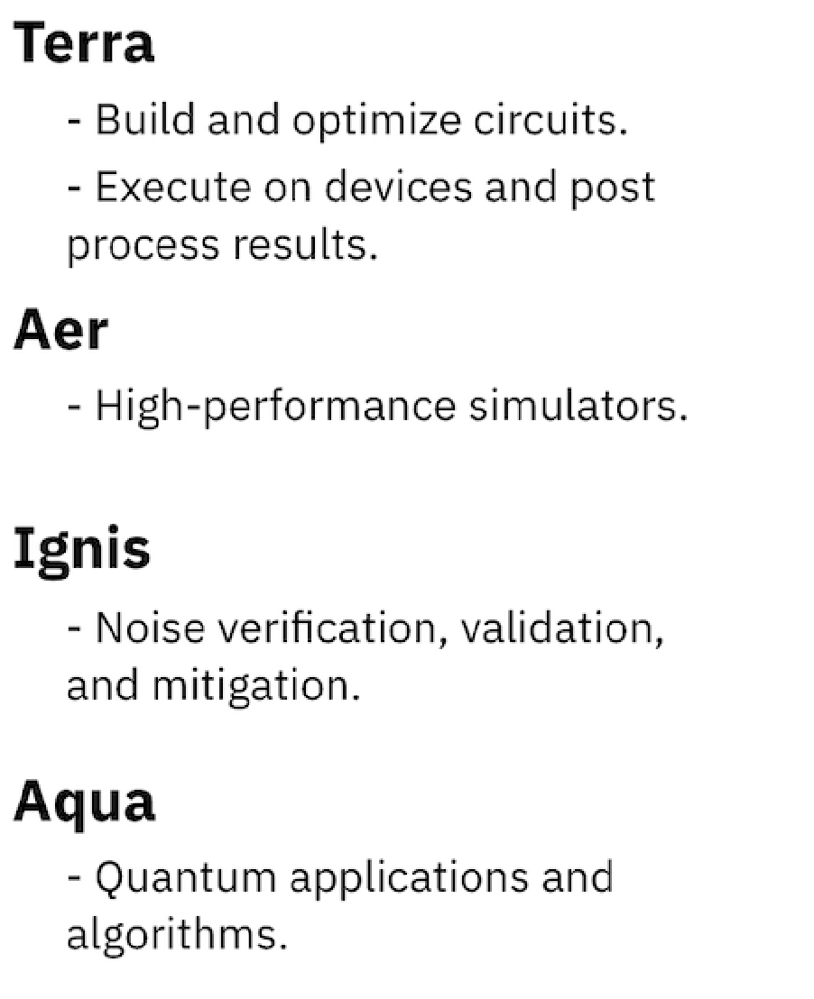 Terra
- Build and optimize circuits.
- Execute on devices and post
process results.
Aer
- High-performance simulators.
Ignis
- Noise verification, validation,
and mitigation.
Aqua
- Quantum applications and
algorithms.